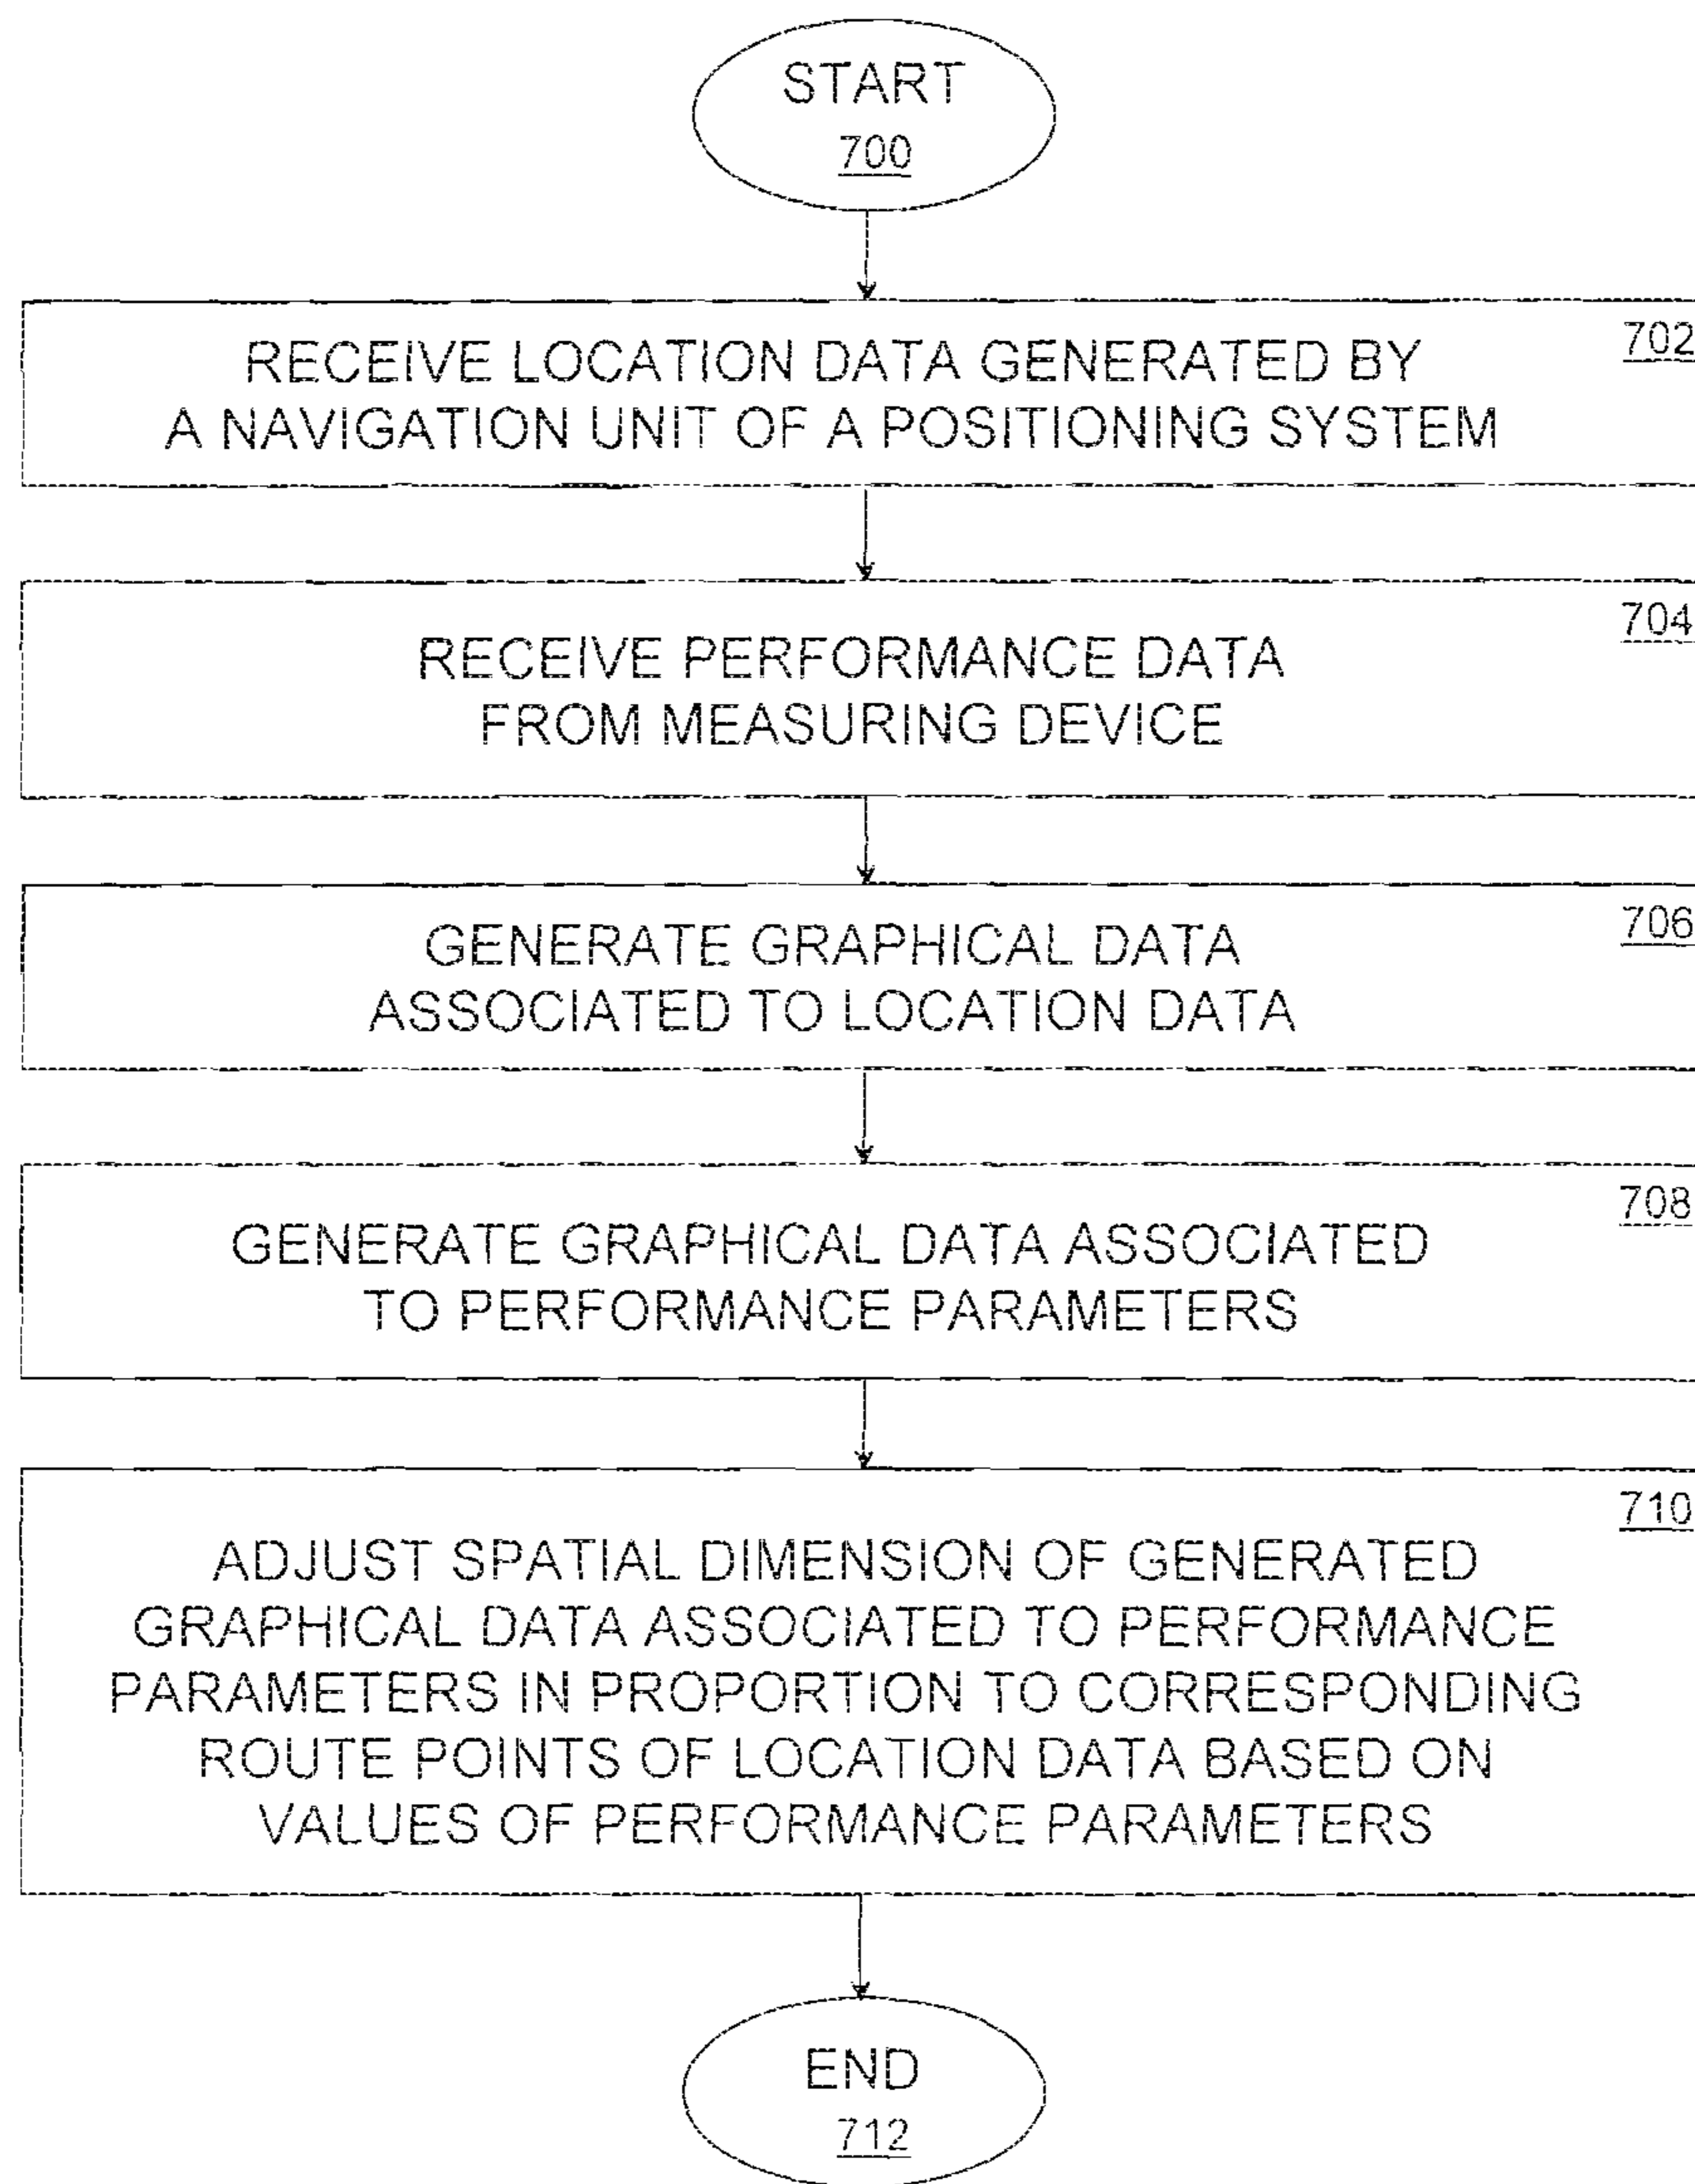 START
700
702
RECEIVE LOCATION DATA GENERATED BY
A NAVIGATION UNIT OF A POSITIONING SYSTEM
704
RECEIVE PERFORMANCE DATA
FROM MEASURING DEVICE
706
GENERATE GRAPHICAL DATA
ASSOCIATED TO LOCATION DATA
708
GENERATE GRAPHICAL DATA ASSOCIATED
TO PERFORMANCE PARAMETERS
710
ADJUST SPATIAL DIMENSION OF GENERATED
GRAPHICAL DATA ASSOCIATED TO PERFORMANCE
PARAMETERS IN PROPORTION TO CORRESPONDING
ROUTE POINTS OF LOCATION DATA BASED ON
VALUES OF PERFORMANCE PARAMETERS
END
712